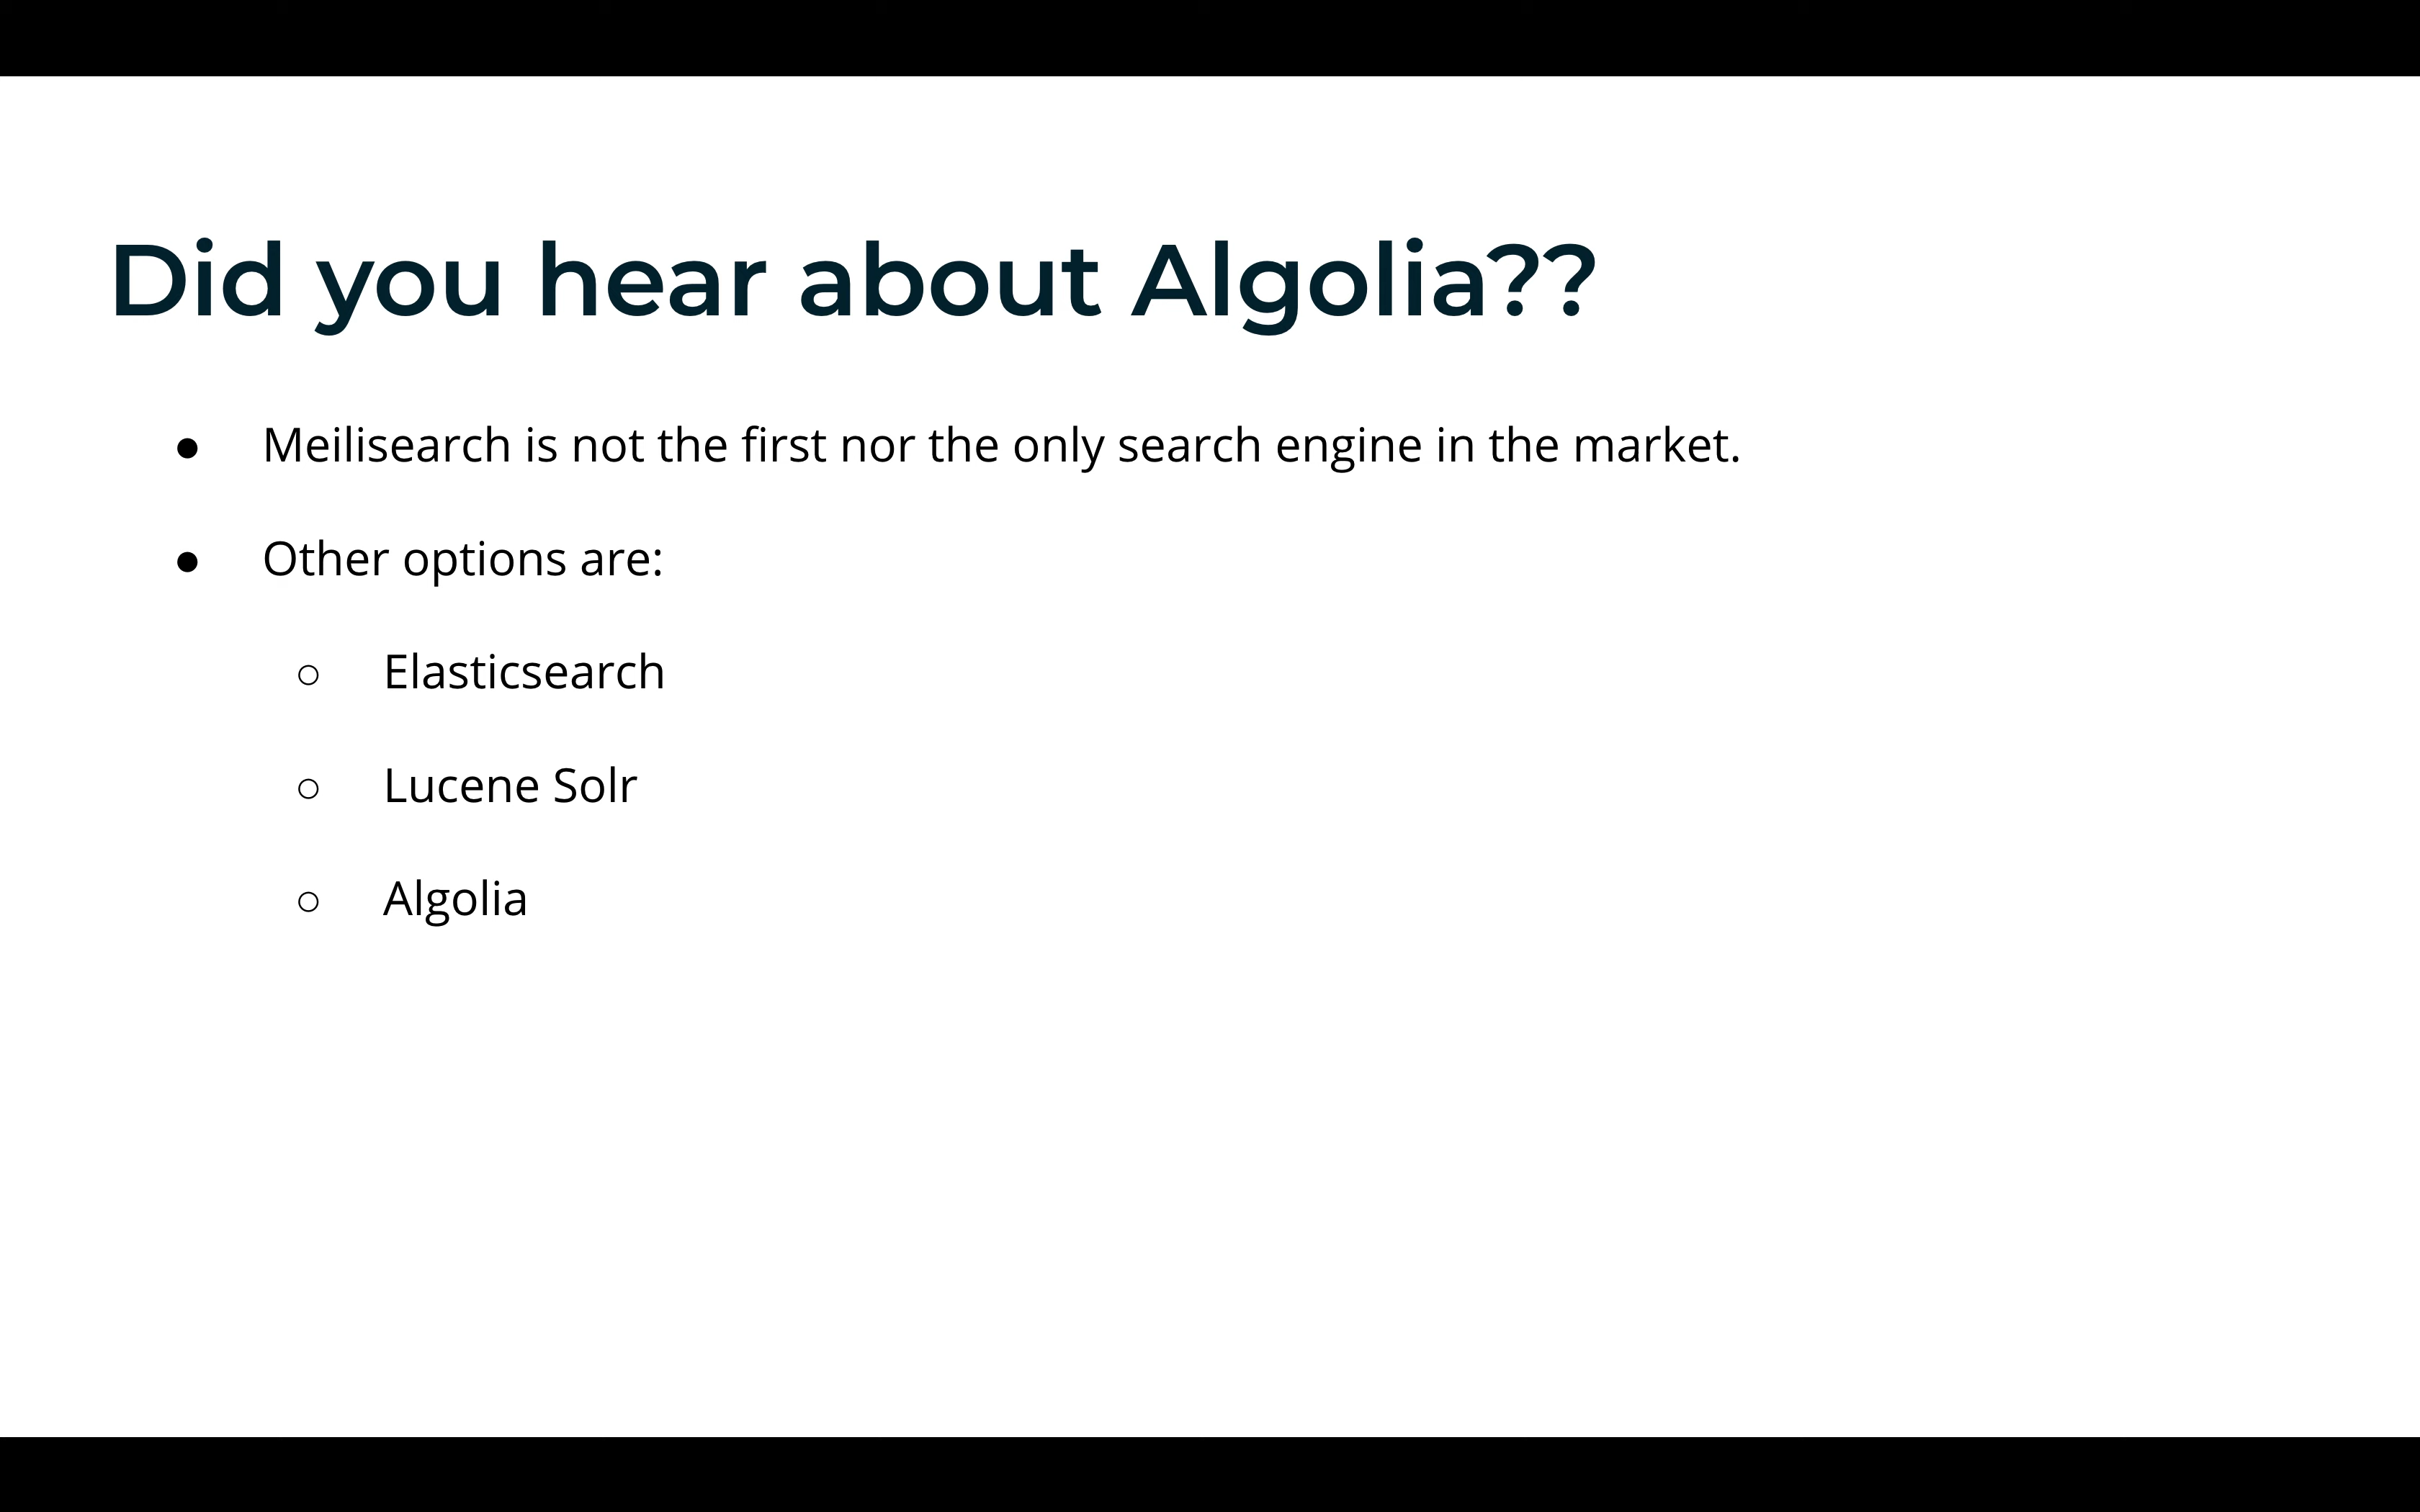 Did you hear about Algolia??
● Meilisearch is not the first nor the only search engine in the market.
● Other options are:
○ Elasticsearch
○ Lucene Solr
○ Algolia